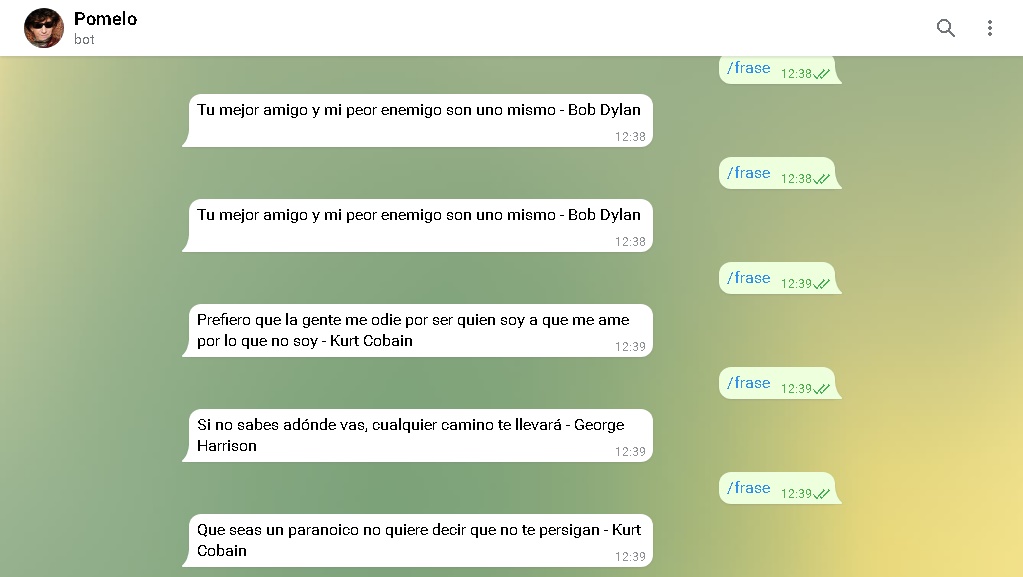 Pomelo
bot
/frase 12:38
Tu mejor amigo y mi peor enemigo son uno mismo - Bob Dylan
12:38
/frase 12:38
Tu mejor amigo y mi peor enemigo son uno mismo - Bob Dylan
12:38
/frase 12:39
Prefiero que la gente me odie por ser quien soy a que me ame
por lo que no soy - Kurt Cobain 12:39
/frase 12:39
Si no sabes adónde vas, cualquier camino te llevará - George
Harrison 12:39
/frase 12:39
Que seas un paranoico no quiere decir que no te persigan - Kurt
Cobain 12:39